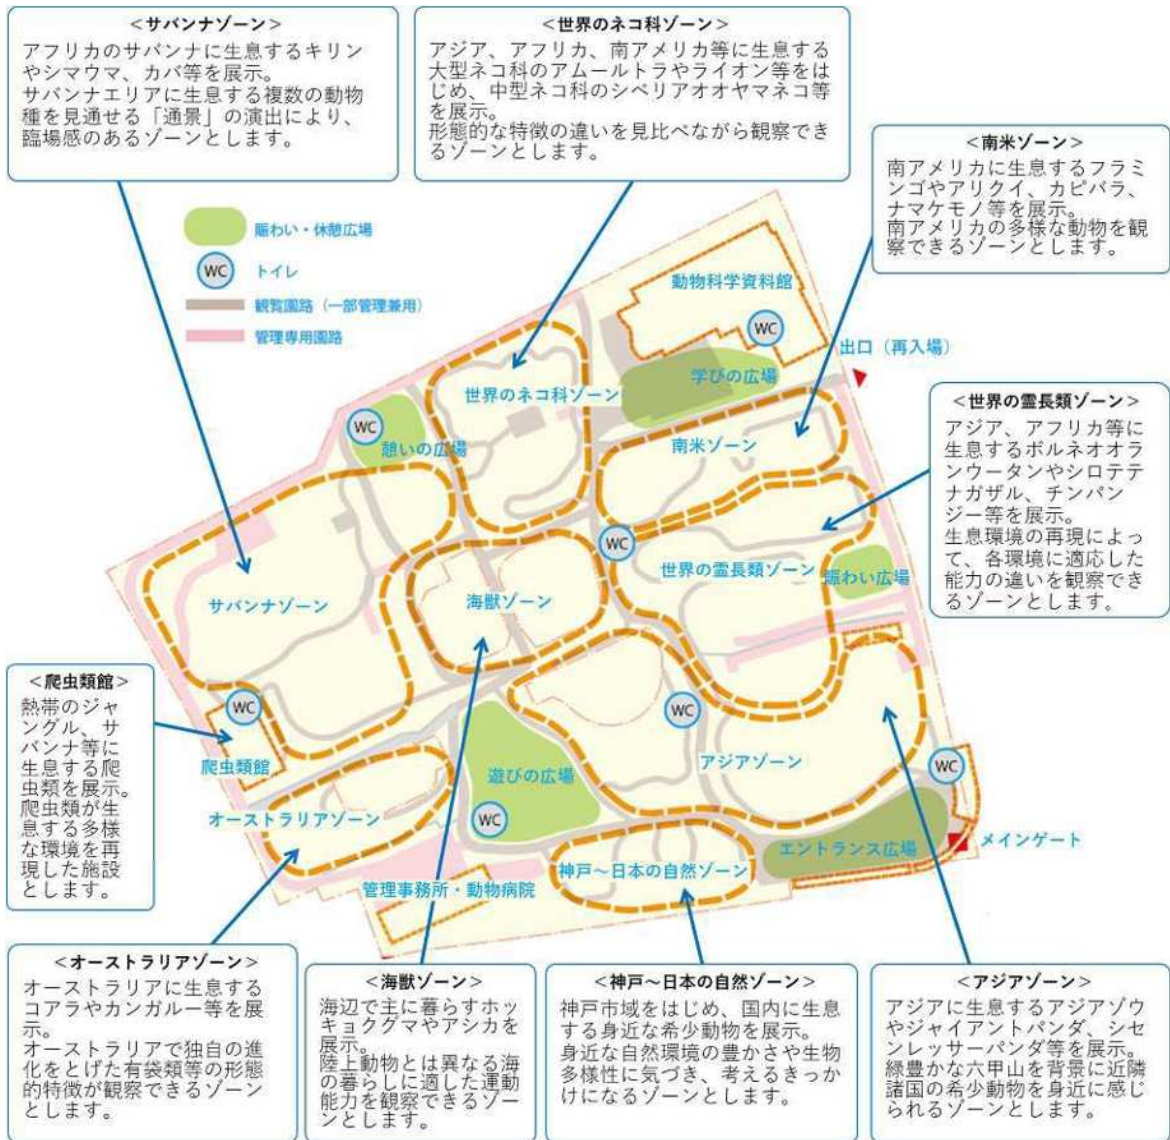 ＜サバンナゾーン＞
アフリカのサバンナに生息するキリン
やシマウマ、カバ等を展示。
サバンナエリアに生息する複数の動物
種を見通せる「通景」の演出により、
臨場感のあるゾーンとします。
＜世界のネコ科ゾーン＞
アジア、アフリカ、南アメリカ等に生息する
大型ネコ科のアムールトラやライオン等をは
じめ、中型ネコ科のシベリアオオヤマネコ等
を展示。
形態的な特徴の違いを見比べながら観察でき
るゾーンとします。
＜南米ゾーン＞
南アメリカに生息するフラミ
ンゴやアリクイ、カピバラ、
ナマケモノ等を展示。
南アメリカの多様な動物を観
察できるゾーンとします。
賑わい・休憩広場
WC
トイレ
観覧園路（一部管理兼用）
管理専用園路
動物科学資料館
WC
出口（再入場）
学びの広場
世界のネコ科ゾーン
WC
憩いの広場
南米ゾーン
＜世界の霊長類ゾーン＞
アジア、アフリカ等に
生息するボルネオオラ
ンウータンやシロテテ
ナガザル、チンパン
ジー等を展示。
生息環境の再現によっ
て、各環境に適応した
能力の違いを観察でき
るゾーンとします。
WC
世界の霊長類ゾーン
賑わい広場
サバンナゾーン
海獣ゾーン
＜爬虫類館＞
熱帯のジャ
ングル、サ
バンナ等に
生息する爬
虫類を展示。
爬虫類が生
息する多様
な環境を再
現した施設
とします。
WC
爬虫類館
WC
アジアゾーン
遊びの広場
WC
WC
オーストラリアゾーン
エントランス広場
メインゲート
神戸～日本の自然ゾーン
管理事務所・動物病院
＜オーストラリアゾーン＞
オーストラリアに生息する
コアラやカンガルー等を展
示。
オーストラリアで独自の進
化をとげた有袋類等の形態
的特徴が観察できるゾーン
とします。
＜海獣ゾーン＞
海辺で主に暮らすホッ
キョクグマやアシカを
展示。
陸上動物とは異なる海
の暮らしに適した運動
能力を観察できるゾー
ンとします。
＜神戸～日本の自然ゾーン＞
神戸市域をはじめ、国内に生息
する身近な希少動物を展示。
身近な自然環境の豊かさや生物
多様性に気づき、考えるきっか
けになるゾーンとします。
＜アジアゾーン＞
アジアに生息するアジアゾウ
やジャイアントパンダ、シセ
ンレッサーパンダ等を展示。
緑豊かな六甲山を背景に近隣
諸国の希少動物を身近に感じ
られるゾーンとします。